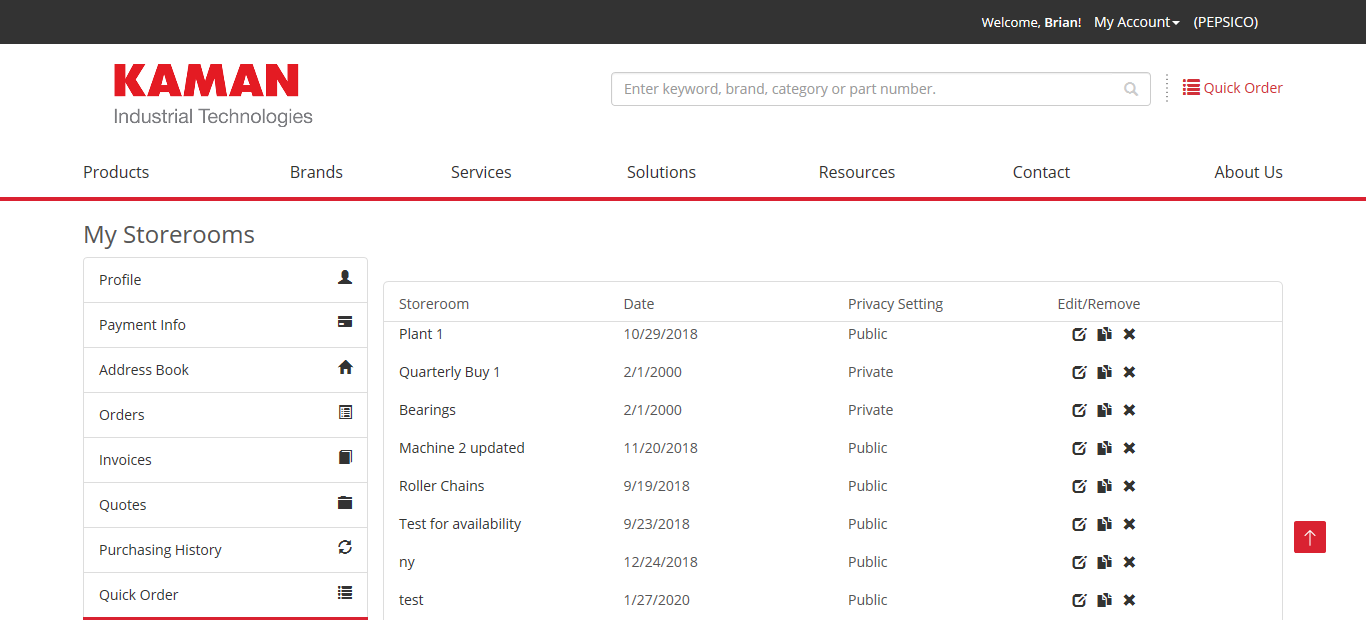 Welcome, Brian! My Account (PEPSICO)
KAMAN
Industrial Technologies
Enter keyword, brand, category or part number.
Quick Order
Products Brands Services Solutions Resources Contact About Us
My Storerooms
Profile
Payment Info
Address Book
Orders
Invoices
Quotes
Purchasing History
Quick Order
Storeroom Date Privacy Setting Edit/Remove
Plant 1 10/29/2018 Public
Quarterly Buy 1 2/1/2000 Private
Bearings 2/1/2000 Private
Machine 2 updated 11/20/2018 Public
Roller Chains 9/19/2018 Public
Test for availability 9/23/2018 Public
ny 12/24/2018 Public
test 1/27/2020 Public